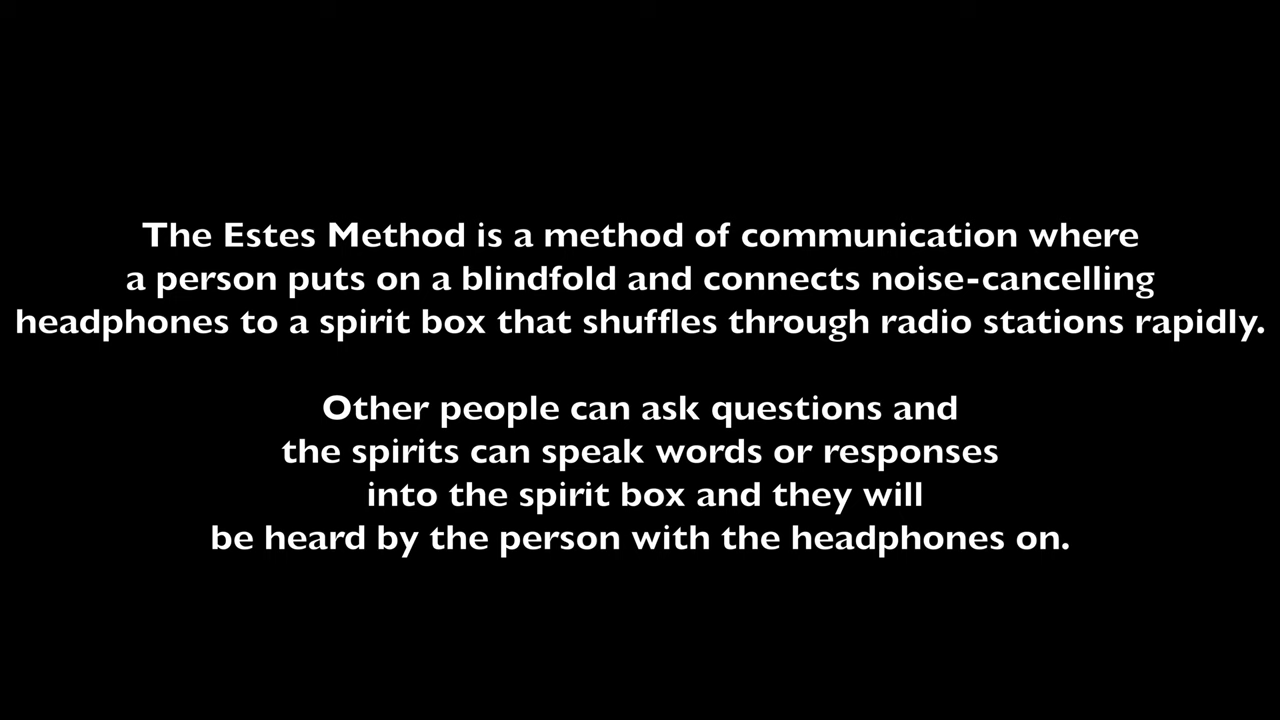 The Estes Method is a method of communication where
a person puts on a blindfold and connects noise-cancelling
headphones to a spirit box that shuffles through radio stations rapidly.
Other people can ask questions and
the spirits can speak words or responses
into the spirit box and they will
be heard by the person with the headphones on.